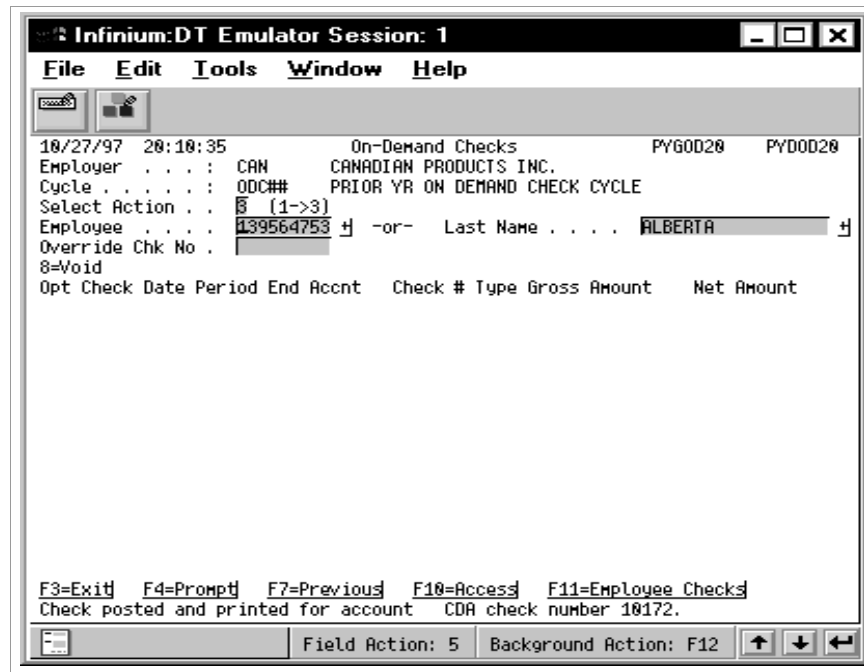 Infinium:DT Emulator Session: 1
File Edit Tools Window Help
10/27/97 20:10:35 On-Demand Checks PYGOD20 PYDOD20
Employer . . . : CAN CANADIAN PRODUCTS INC.
Cycle . . . . . : ODC## PRIOR YR ON DEMAND CHECK CYCLE
Select Action . . 3 (1->3)
Employee . . . . 139564753 + -or- Last Name . . . . ALBERTA +
Override Chk No .
8=Void
Opt Check Date Period End Accnt Check # Type Gross Amount Net Amount
F3=Exit F4=Prompt F7=Previous F10=Access F11=Employee Checks
Check posted and printed for account CDA check number 10172.
Field Action: 5 Background Action: F12